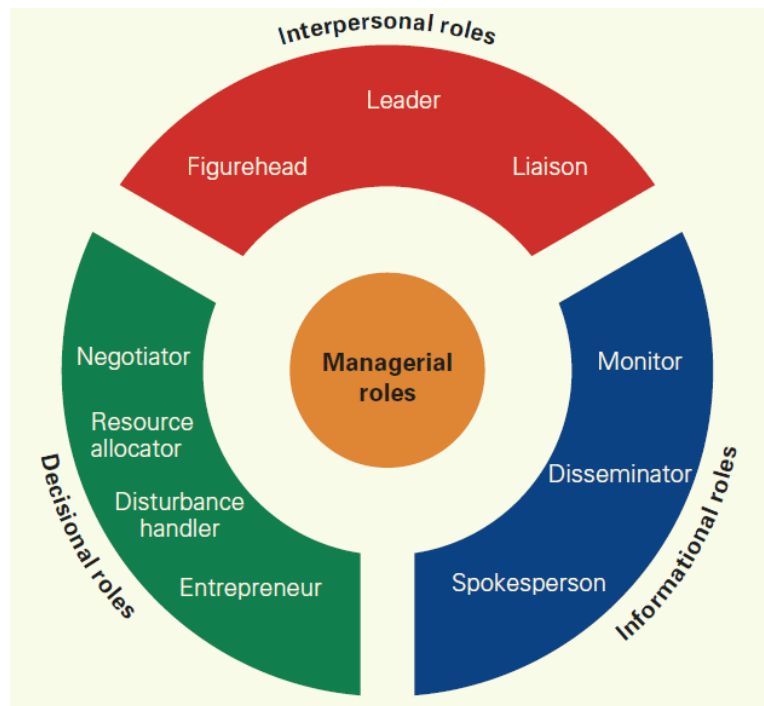 Interpersonal roles
Leader
Figurehead
Liaison
Managerial
roles
Negotiator
Resource
allocator
Disturbance
handler
Entrepreneur
Decisional roles
Monitor
Disseminator
Spokesperson
Informational roles